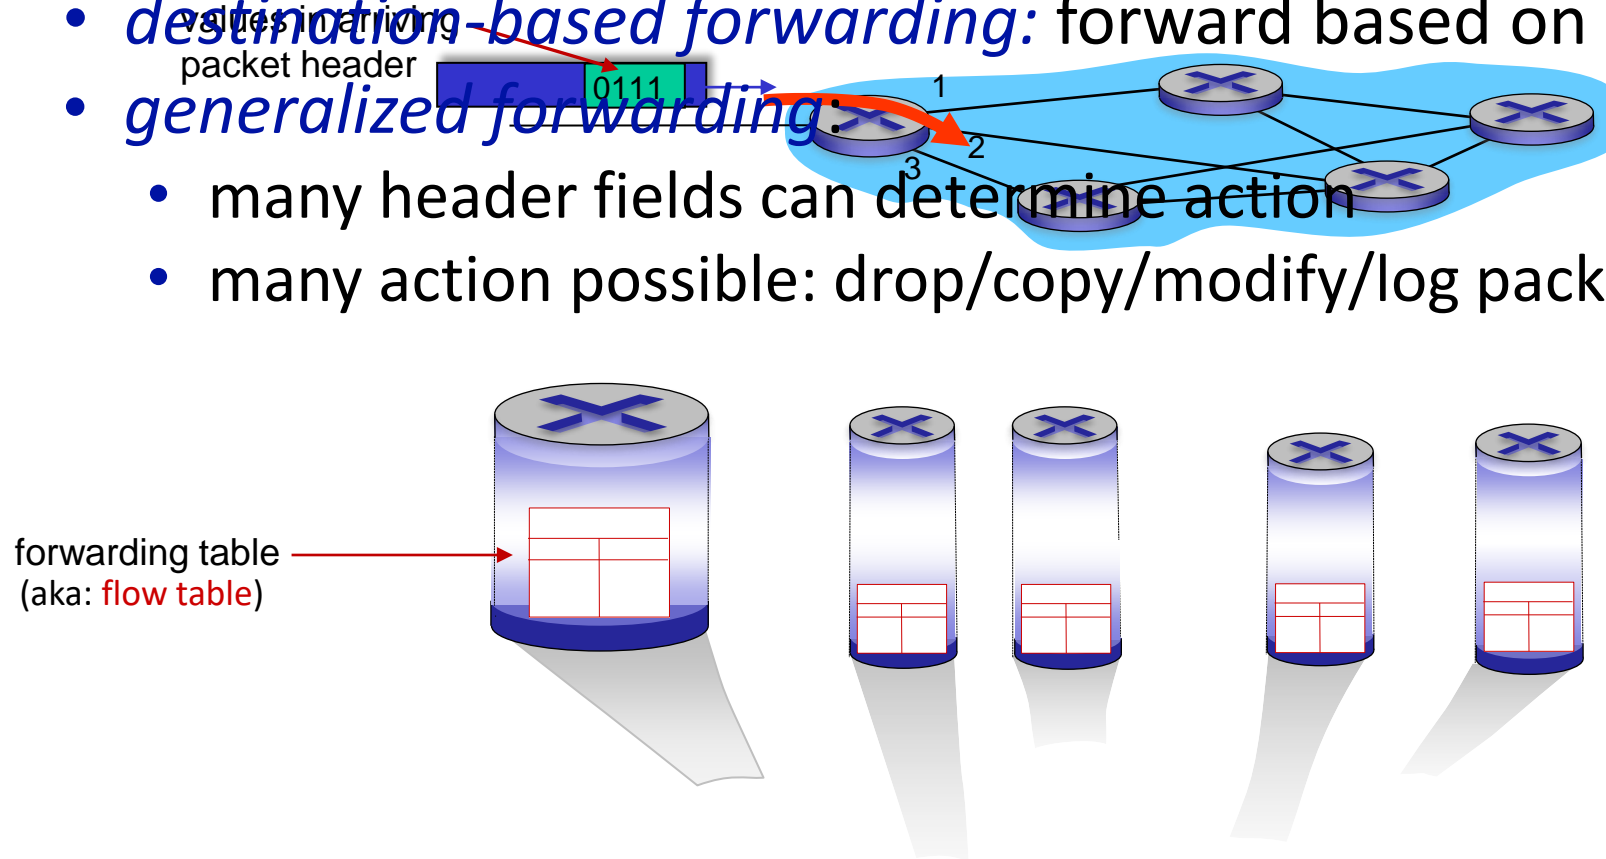 • destination-based forwarding: forward based on
values in arriving
packet header
0111
1
• generalized forwarding:
2
3
• many header fields can determine action
• many action possible: drop/copy/modify/log pack
forwarding table
(aka: flow table)